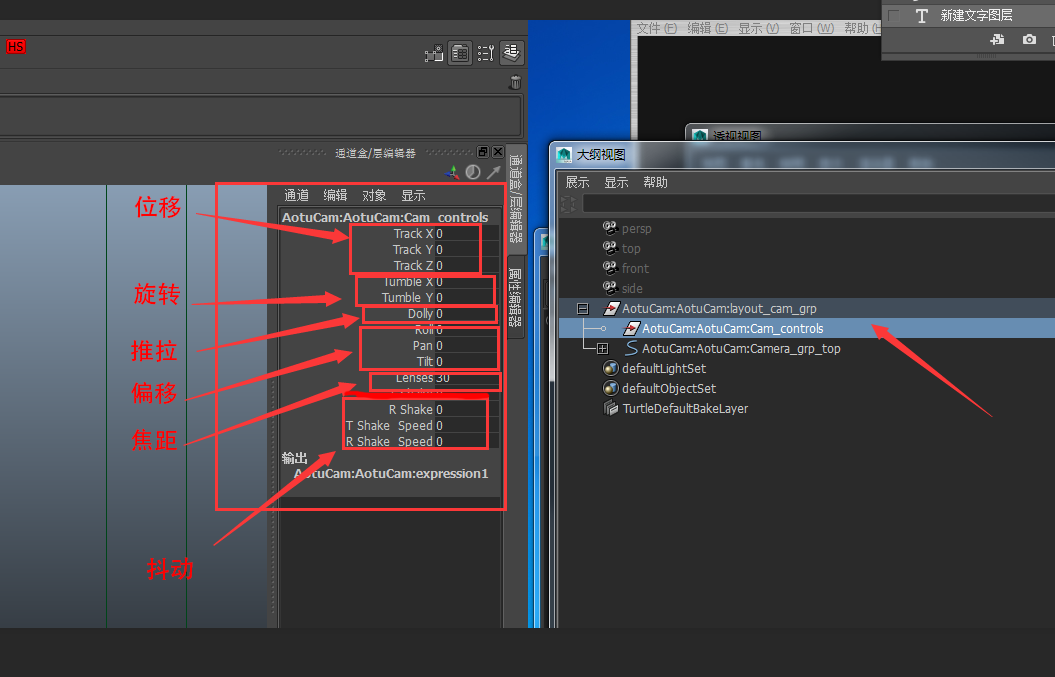 HS
新建文字图层
文件(F) 编辑(E) 显示(V) 窗口(W) 帮助(H
透视视图
大纲视图
展示 显示 帮助
persp
top
front
side
AotuCam:AotuCam:layout_cam_grp
AotuCam:AotuCam:Cam_controls
AotuCam:AotuCam:Camera_grp_top
defaultLightSet
defaultObjectSet
TurtleDefaultBakeLayer
通道盒/层编辑器
通道盒/层编辑器
属性编辑器
通道 编辑 对象 显示
AotuCam:AotuCam:Cam_controls
Track X 0
Track Y 0
Track Z 0
Tumble X 0
Tumble Y 0
Dolly 0
Roll 0
Pan 0
Tilt 0
Lenses 30
R Shake 0
T Shake Speed 0
R Shake Speed 0
输出
AotuCam:AotuCam:expression1
位移
旋转
推拉
偏移
焦距
抖动